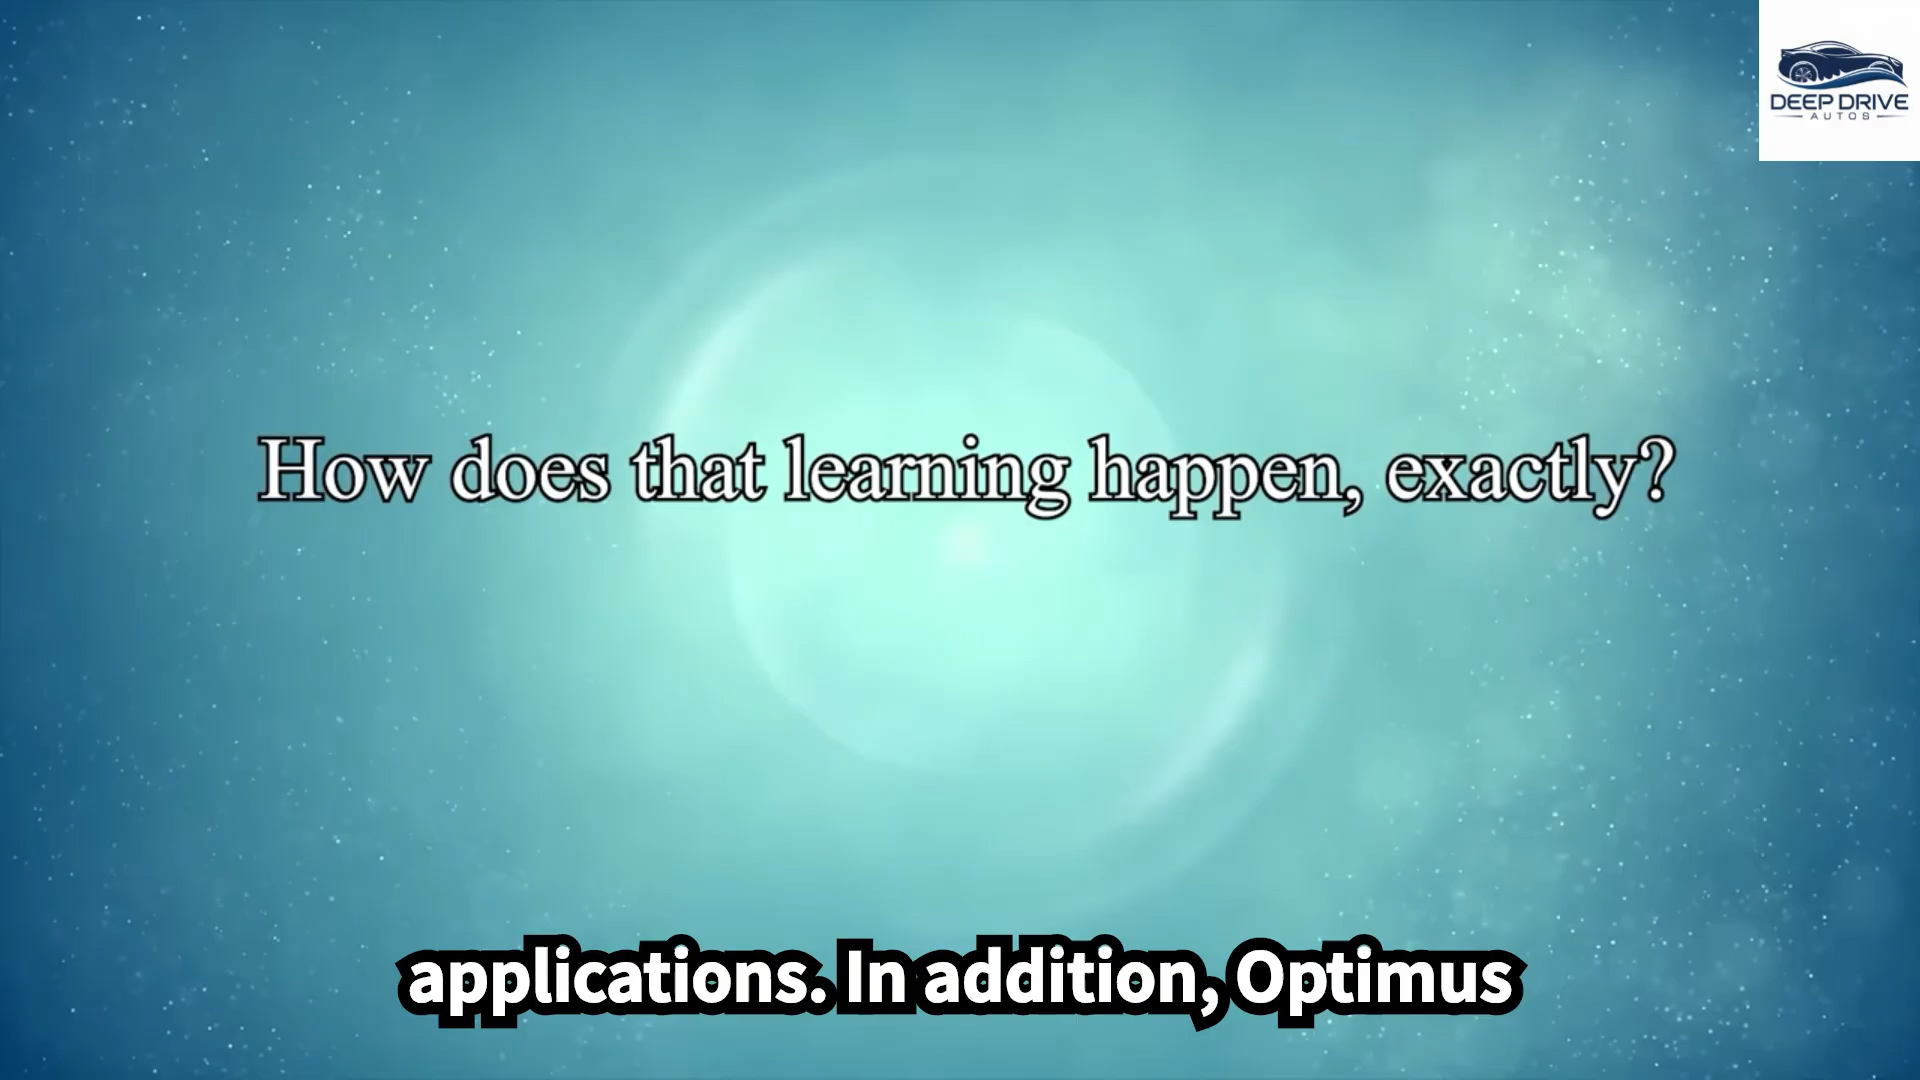 DEEP DRIVE
AUTOS
How does that learning happen, exactly?
applications. In addition, Optimus